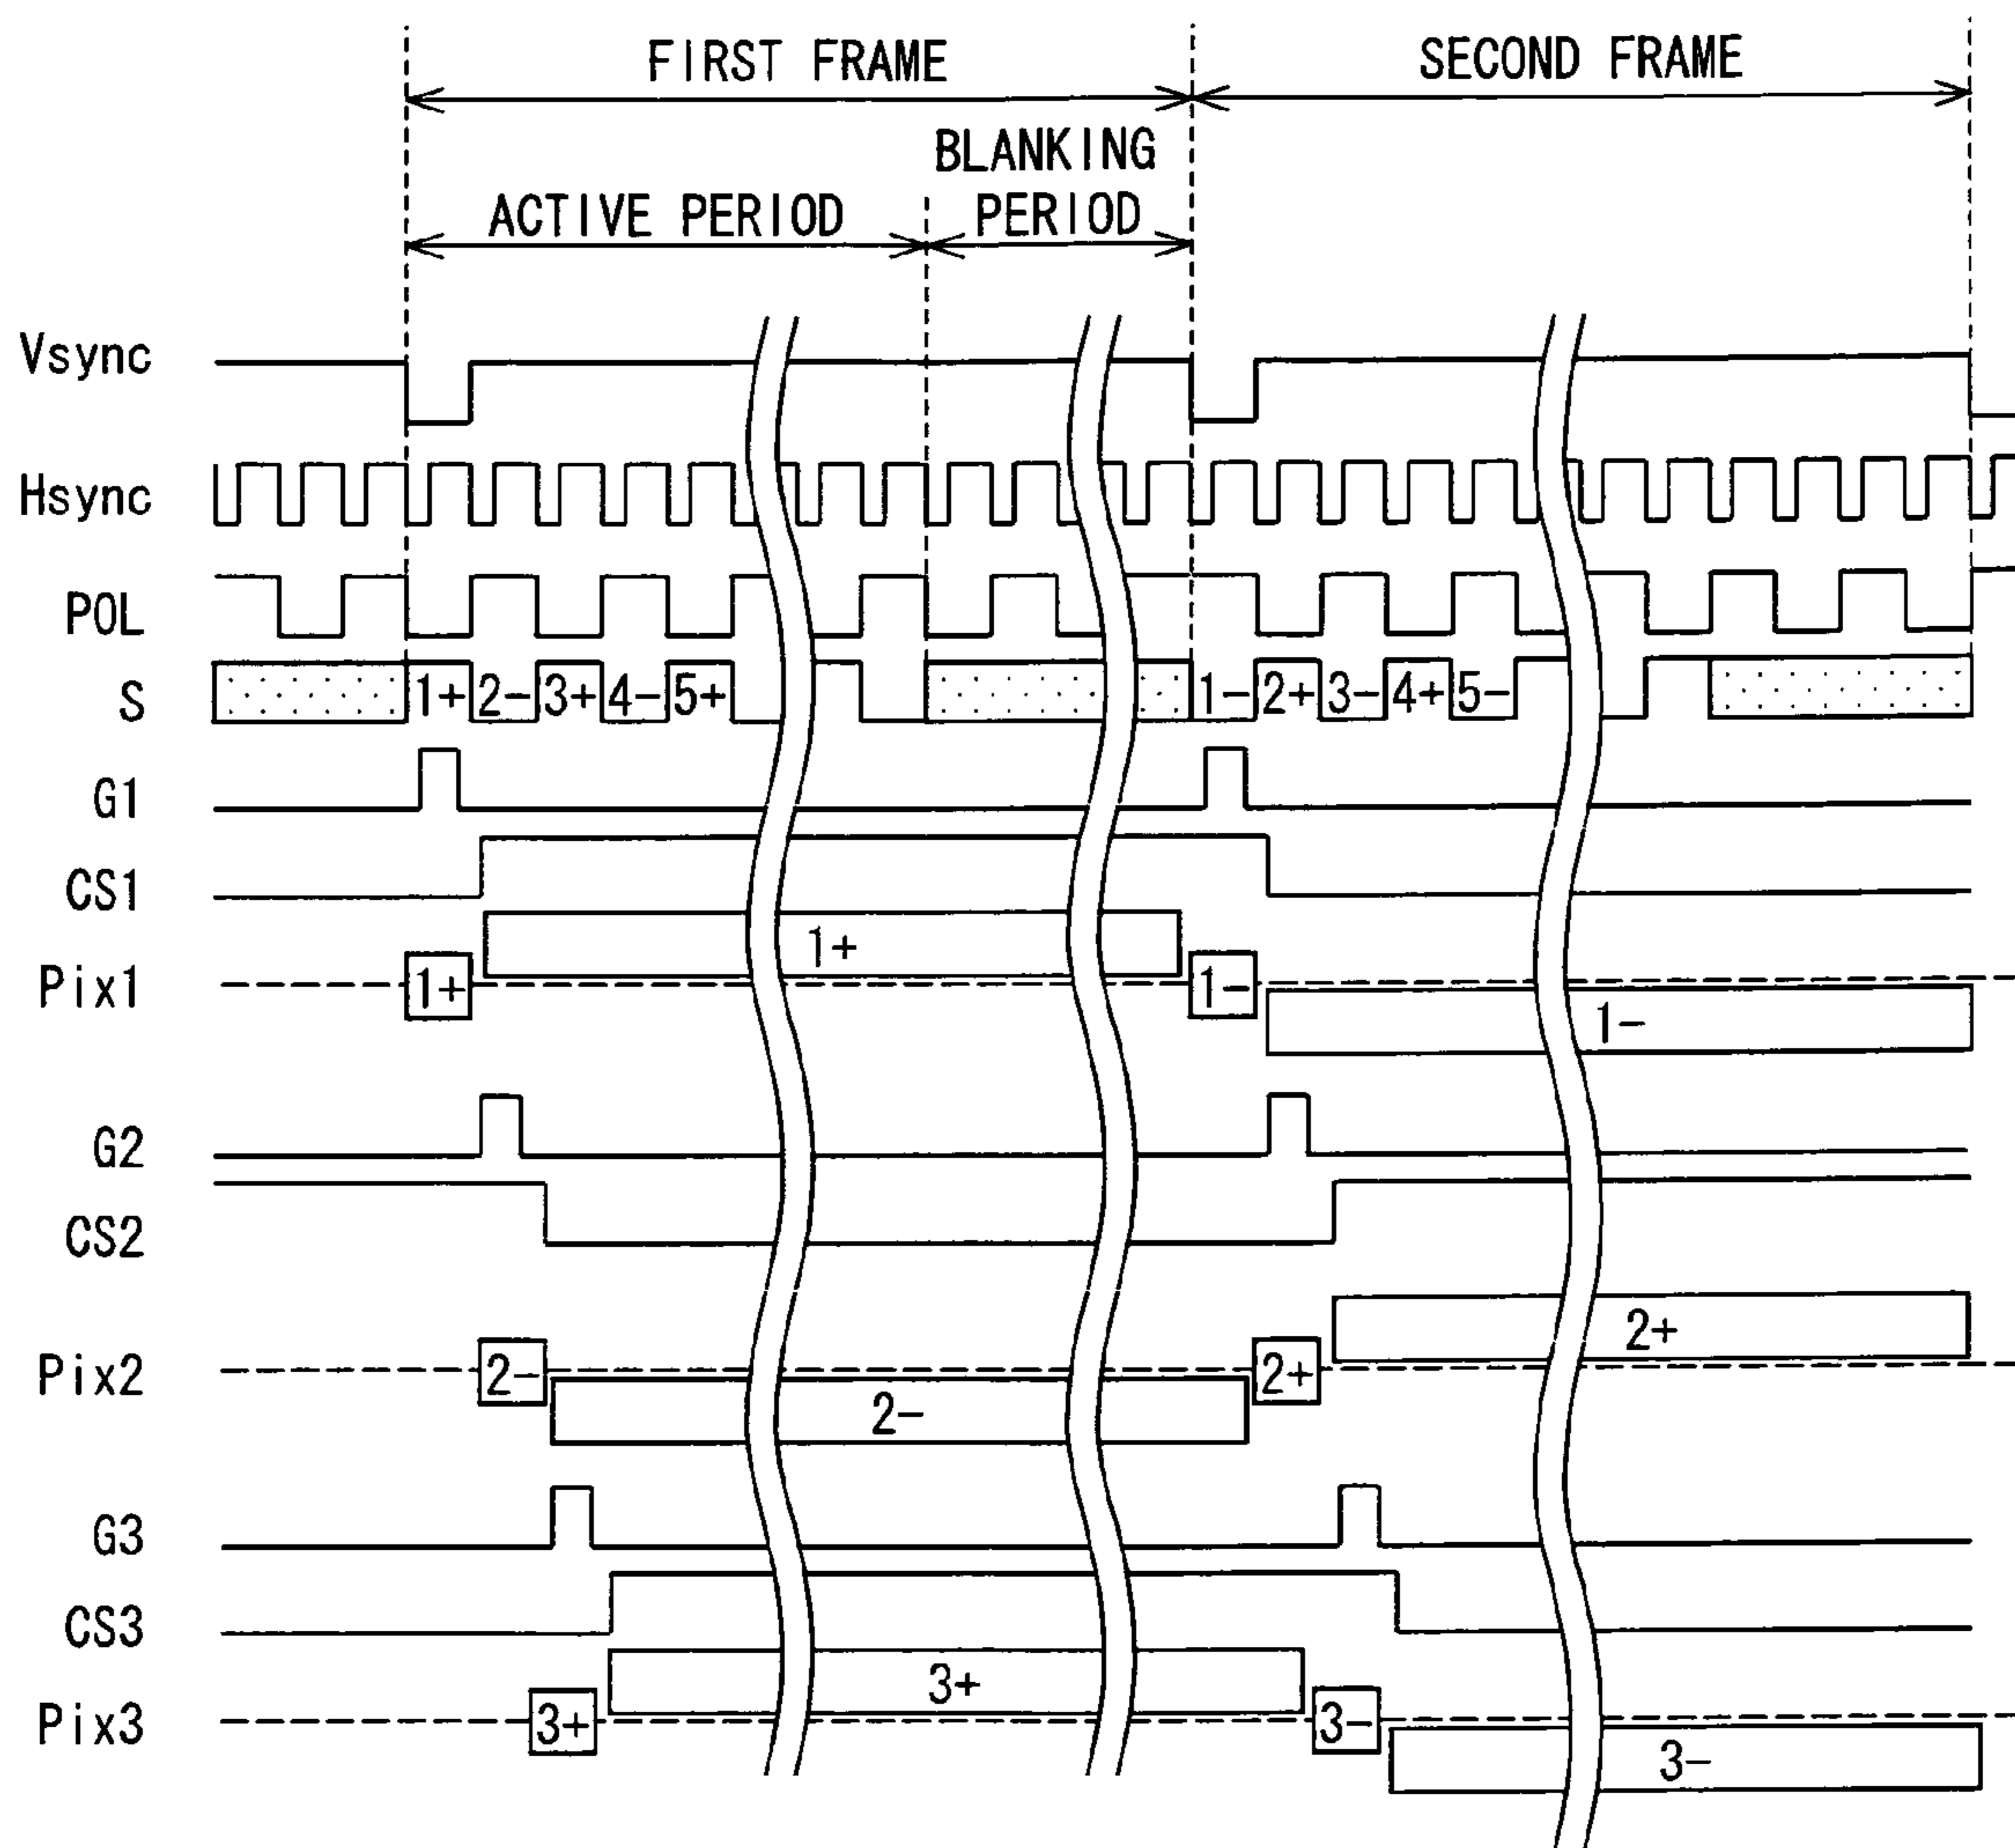 FIRST FRAME
SECOND FRAME
BLANKING
ACTIVE PERIOD
PERIOD
Vsync
Hsync
POL
S
1+ 2- 3+ 4- 5+
1- 2+ 3- 4+ 5-
G1
CS1
1+
Pix1
1+
1-
1-
G2
CS2
2+
Pix2
2-
2+
2-
G3
CS3
3+
Pix3
3+
3-
3-